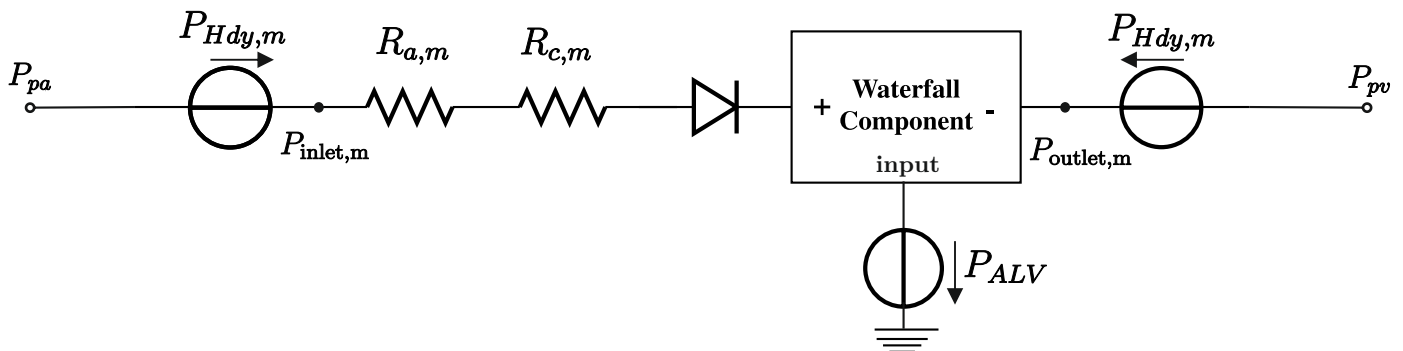 P_{Hdy,m}
R_{a,m}
R_{c,m}
P_{Hdy,m}
P_{pa}
P_{pv}
+ Waterfall Component -
input
P_{inlet,m}
P_{outlet,m}
P_{ALV}